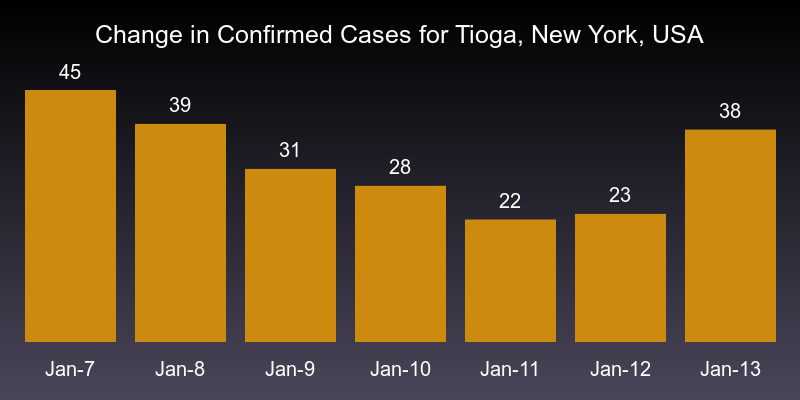 Change in Confirmed Cases for Tioga, New York, USA
45
39
31
28
22
23
38
Jan-7
Jan-8
Jan-9
Jan-10
Jan-11
Jan-12
Jan-13